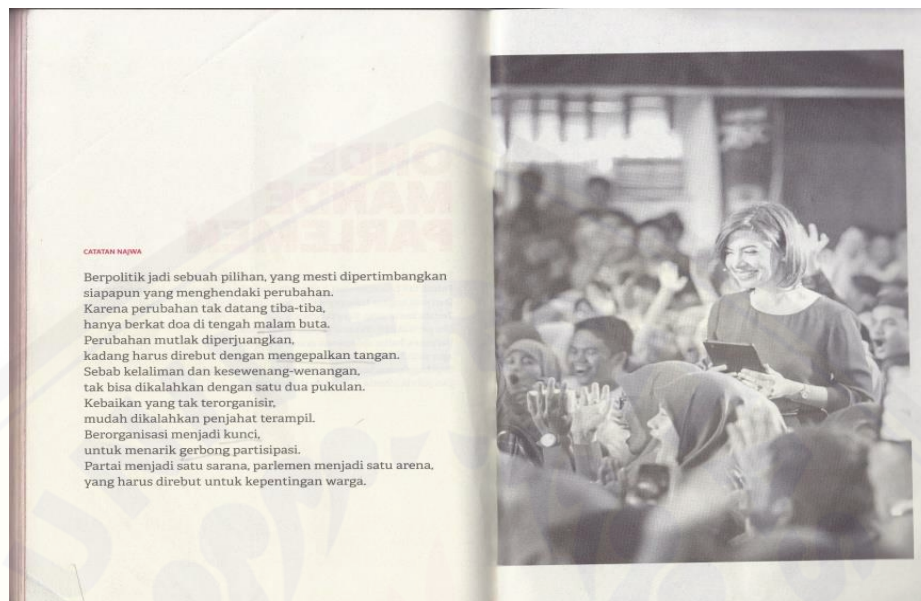 CATATAN NAJWA
Berpolitik jadi sebuah pilihan, yang mesti dipertimbangkan
siapapun yang menghendaki perubahan.
Karena perubahan tak datang tiba-tiba,
hanya berkat doa di tengah malam buta.
Perubahan mutlak diperjuangkan,
kadang harus direbut dengan mengepalkan tangan.
Sebab kelaliman dan kesewenang-wenangan,
tak bisa dikalahkan dengan satu dua pukulan.
Kebaikan yang tak terorganisir,
mudah dikalahkan penjahat terampil.
Berorganisasi menjadi kunci,
untuk menarik gerbong partisipasi.
Partai menjadi satu sarana, parlemen menjadi satu arena,
yang harus direbut untuk kepentingan warga.
ONDE
MANDE
PARLEMEN